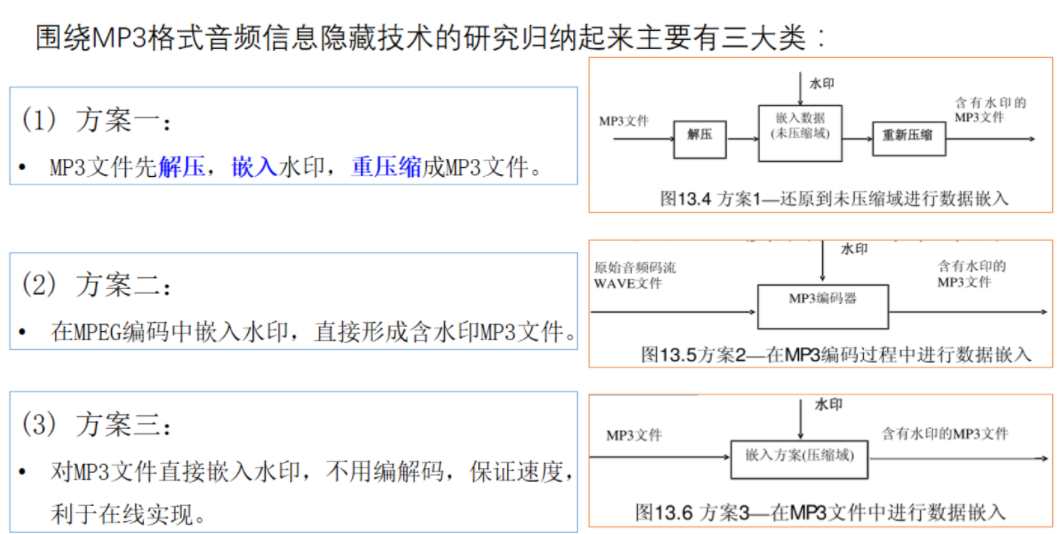 围绕MP3格式音频信息隐藏技术的研究归纳起来主要有三大类：
(1) 方案一：
• MP3文件先解压，嵌入水印，重压缩成MP3文件。
水印
MP3文件
解压
嵌入数据
(未压缩域)
重新压缩
含有水印的
MP3文件
图13.4 方案1—还原到未压缩域进行数据嵌入
(2) 方案二：
• 在MPEG编码中嵌入水印，直接形成含水印MP3文件。
水印
原始音频码流
WAVE文件
MP3编码器
含有水印的
MP3文件
图13.5方案2—在MP3编码过程中进行数据嵌入
(3) 方案三：
• 对MP3文件直接嵌入水印，不用编解码，保证速度，
利于在线实现。
水印
MP3文件
嵌入方案(压缩域)
含有水印的MP3文件
图13.6 方案3—在MP3文件中进行数据嵌入